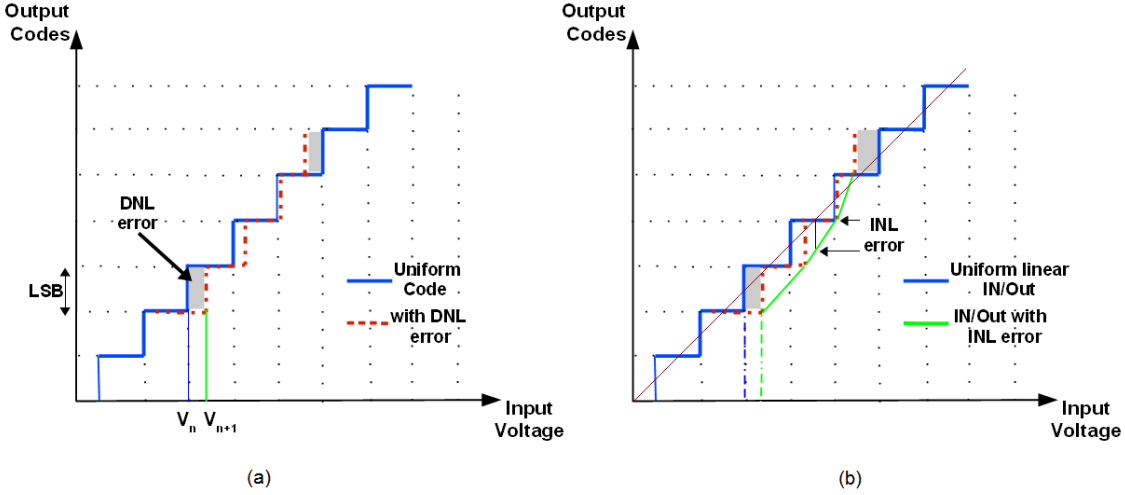 Output
Codes
DNL
error
LSB
Uniform
Code
with DNL
error
Vn
Vn+1
Input
Voltage
(a)
Output
Codes
INL
error
Uniform linear
IN/Out
IN/Out with
INL error
Input
Voltage
(b)